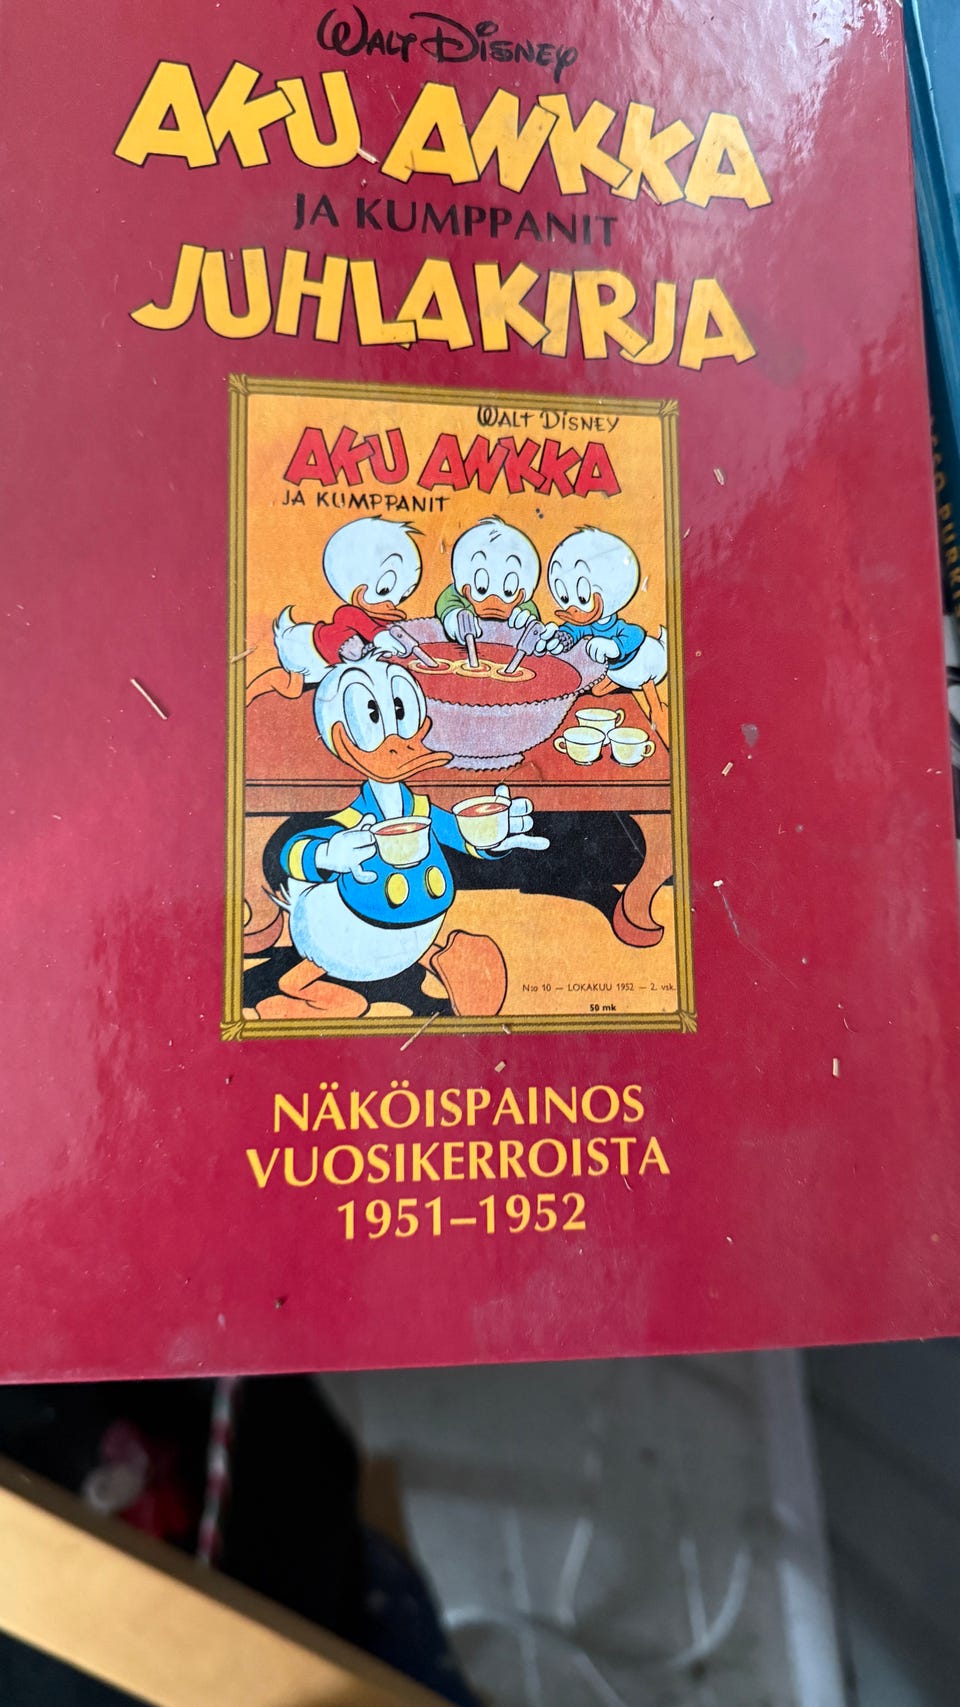 WALT DISNEY
AKU ANKKA
JA KUMPPANIT
JUHLAKIRJA
WALT DISNEY
AKU ANKKA
JA KUMPPANIT
N:o 10 — LOKAKUU 1952 — 2. vsk.
50 mk
NÄKÖISPAINOS
VUOSIKERROISTA
1951–1952